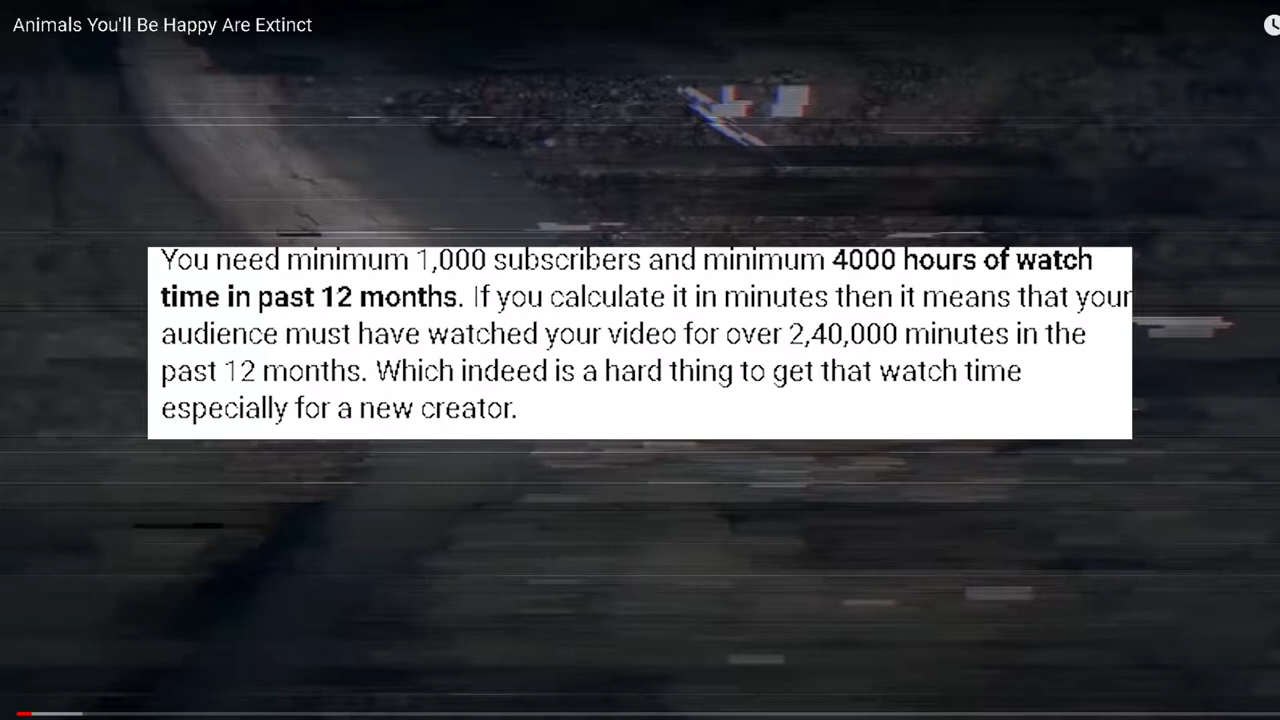 Animals You'll Be Happy Are Extinct
You need minimum 1,000 subscribers and minimum 4000 hours of watch
time in past 12 months. If you calculate it in minutes then it means that your
audience must have watched your video for over 2,40,000 minutes in the
past 12 months. Which indeed is a hard thing to get that watch time
especially for a new creator.